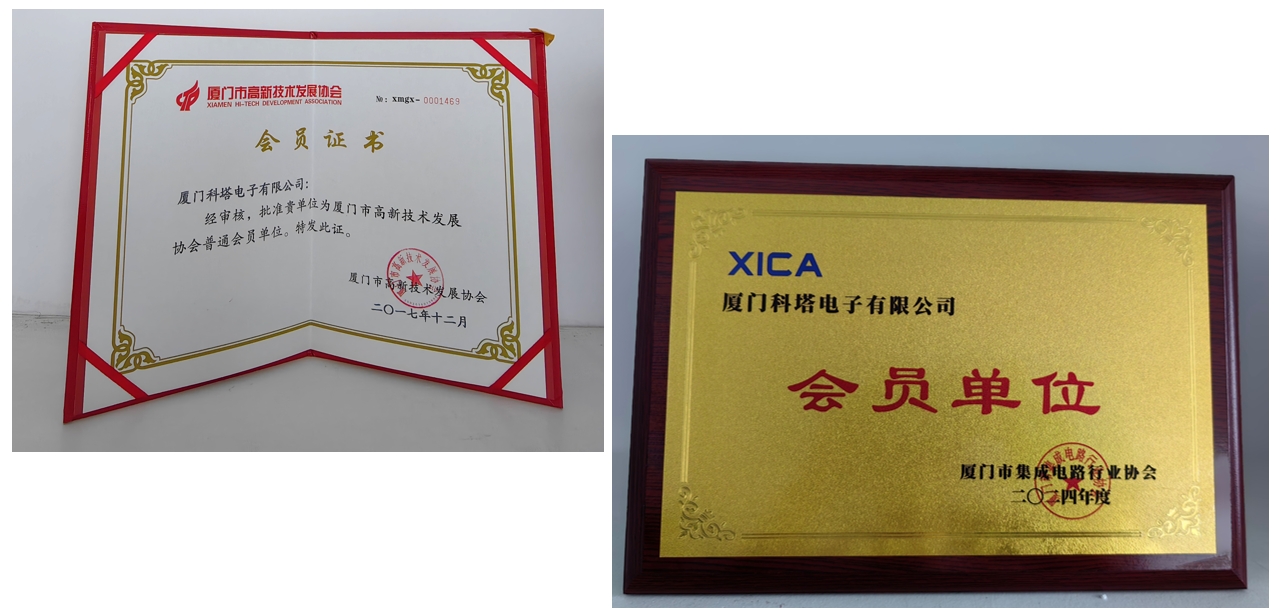 厦门市高新技术发展协会
XIAMEN HI-TECH DEVELOPMENT ASSOCIATION
№: xmgx-0001469
会员证书
厦门科塔电子有限公司:
经审核，批准贵单位为厦门市高新技术发展
协会普通会员单位。特发此证。
厦门市高新技术发展协会
二〇一七年十二月
XICA
厦门科塔电子有限公司
会员单位
厦门市集成电路行业协会
二〇二四年度